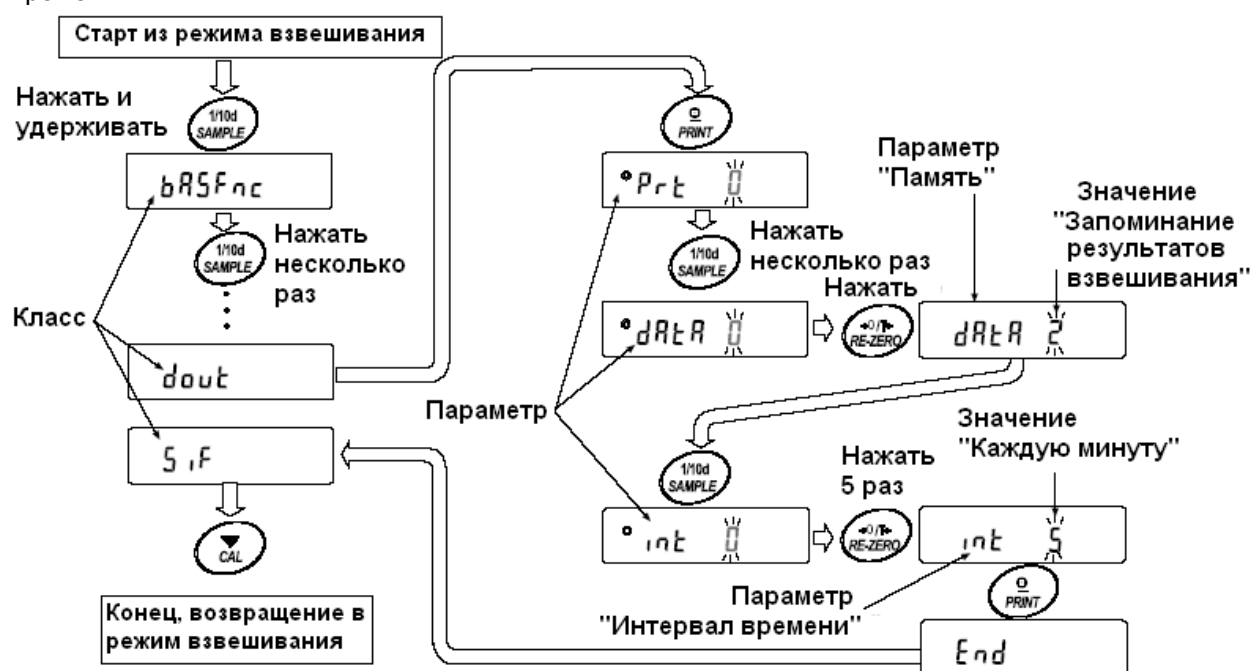 Старт из режима взвешивания
Нажать и
удерживать
1/10d
SAMPLE
bASFnc
1/10d
SAMPLE
Нажать
несколько
раз
Класс
dout
S iF
CAL
Конец, возвращение в
режим взвешивания
PRINT
Prt 0
1/10d
SAMPLE
Нажать
несколько раз
dAtA 0
Нажать
→0/T←
RE-ZERO
Параметр
"Память"
Значение
"Запоминание
результатов
взвешивания"
dAtA 2
Параметр
1/10d
SAMPLE
int 0
Нажать
5 раз
→0/T←
RE-ZERO
Значение
"Каждую минуту"
int 5
Параметр
"Интервал времени"
PRINT
End